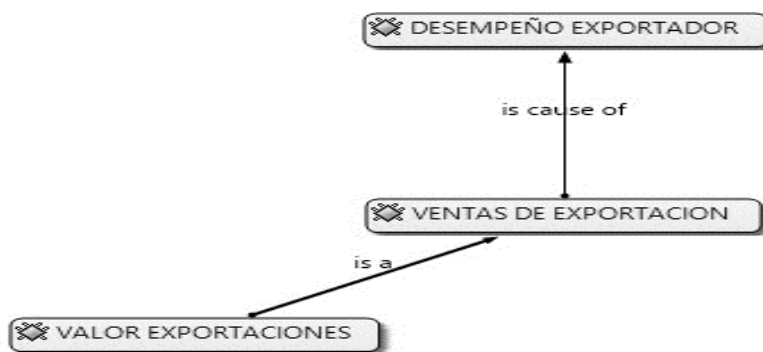 DESEMPEÑO EXPORTADOR
is cause of
VENTAS DE EXPORTACION
is a
VALOR EXPORTACIONES